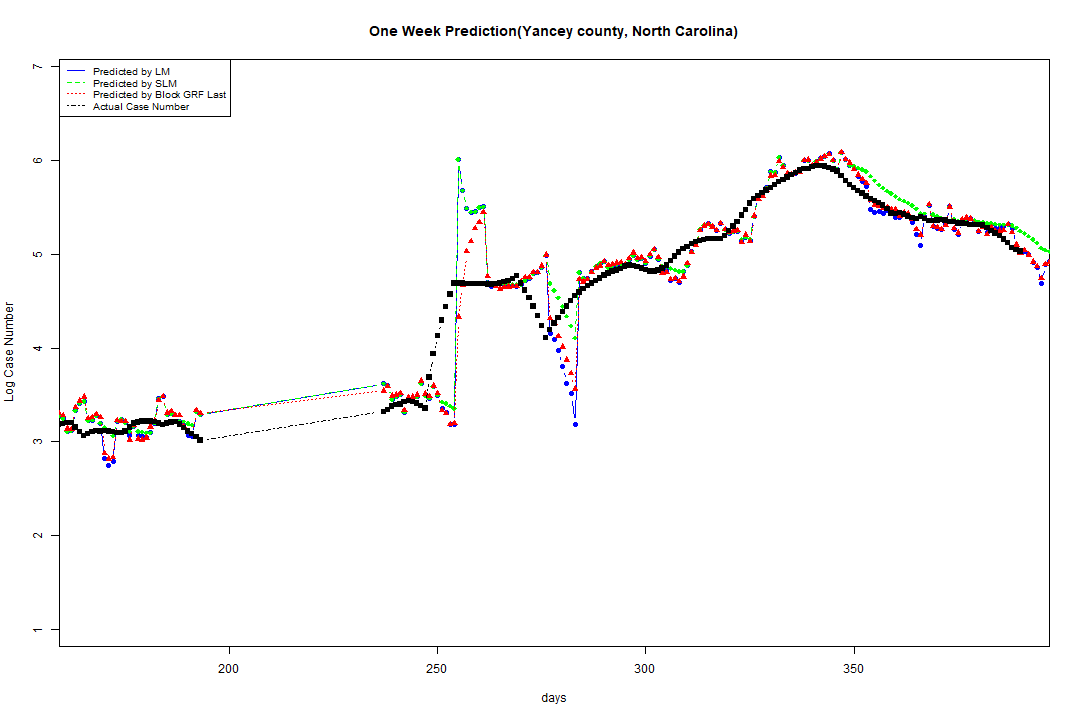 One Week Prediction(Yancey county, North Carolina)
Predicted by LM
Predicted by SLM
Predicted by Block GRF Last
Actual Case Number
7
6
5
4
3
2
1
Log Case Number
200
250
300
350
days